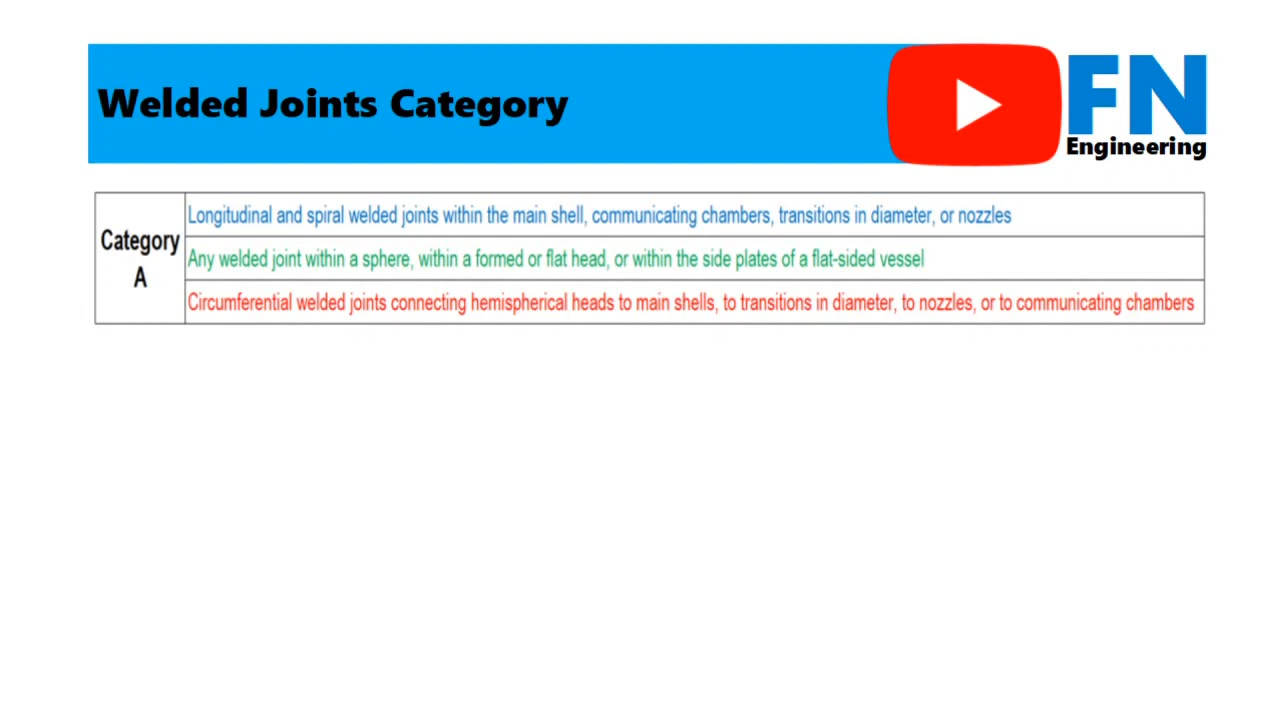 Welded Joints Category
FN
Engineering
Category
A
Longitudinal and spiral welded joints within the main shell, communicating chambers, transitions in diameter, or nozzles
Any welded joint within a sphere, within a formed or flat head, or within the side plates of a flat-sided vessel
Circumferential welded joints connecting hemispherical heads to main shells, to transitions in diameter, to nozzles, or to communicating chambers